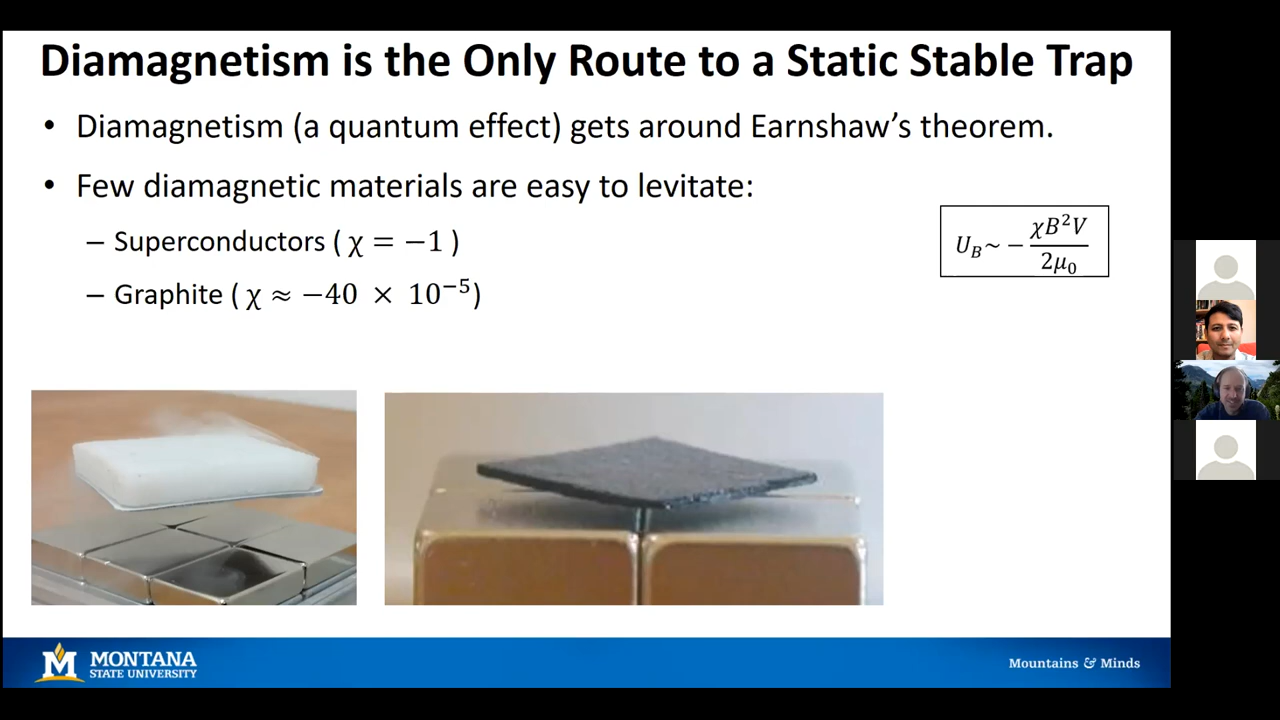 Diamagnetism is the Only Route to a Static Stable Trap
• Diamagnetism (a quantum effect) gets around Earnshaw’s theorem.
• Few diamagnetic materials are easy to levitate:
– Superconductors ( χ = −1 )
– Graphite ( χ ≈ −40 × 10⁻⁵)
U_B~ − χB²V / 2μ₀
M MONTANA
STATE UNIVERSITY
Mountains & Minds